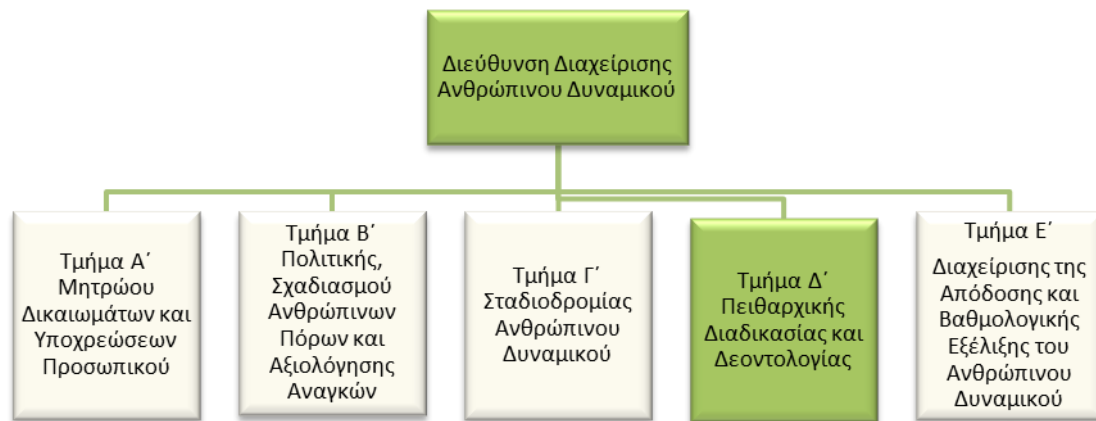 Διεύθυνση Διαχείρισης
Ανθρώπινου Δυναμικού
Τμήμα Α΄
Μητρώου
Δικαιωμάτων και
Υποχρεώσεων
Προσωπικού
Τμήμα Β΄
Πολιτικής,
Σχαδιασμού
Ανθρώπινων
Πόρων και
Αξιολόγησης
Αναγκών
Τμήμα Γ΄
Σταδιοδρομίας
Ανθρώπινου
Δυναμικού
Τμήμα Δ΄
Πειθαρχικής
Διαδικασίας και
Δεοντολογίας
Τμήμα Ε΄
Διαχείρισης της
Απόδοσης και
Βαθμολογικής
Εξέλιξης του
Ανθρώπινου
Δυναμικού